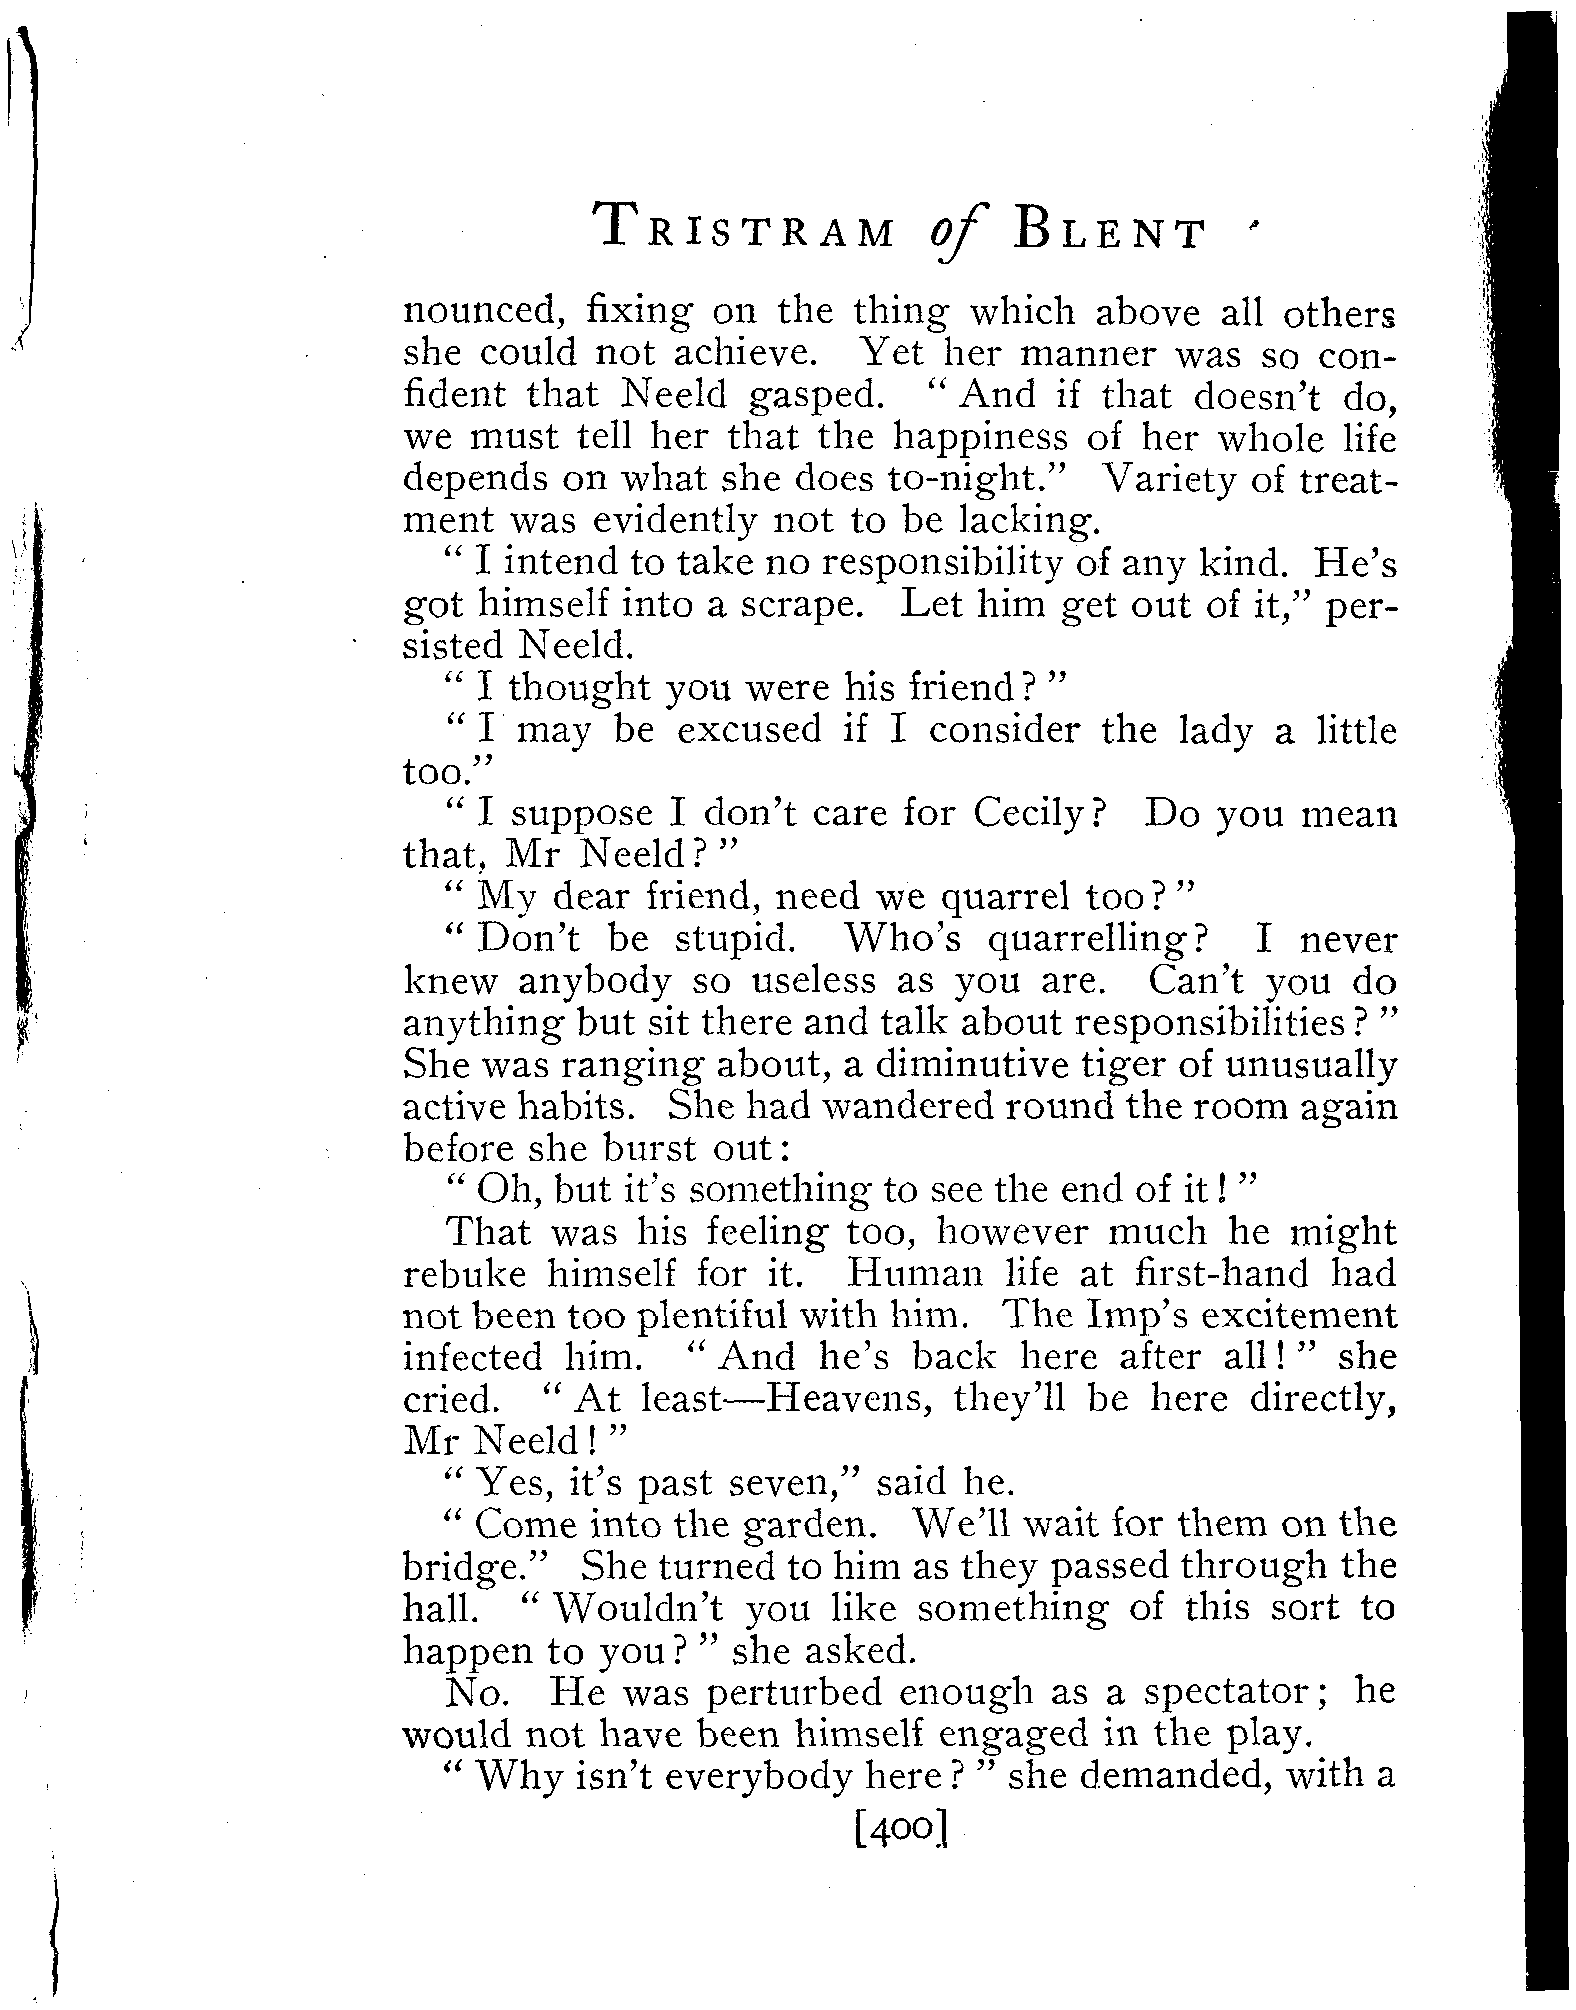 TRISTRAM of BLENT
nounced, fixing on the thing which above all others
she could not achieve. Yet her manner was so con-
fident that Neeld gasped. “ And if that doesn’t do,
we must tell her that the happiness of her whole life
depends on what she does to-night.” Variety of treat-
ment was evidently not to be lacking.
“ I intend to take no responsibility of any kind. He’s
got himself into a scrape. Let him get out of it,” per-
sisted Neeld.
“ I thought you were his friend? ”
“ I may be excused if I consider the lady a little
too.”
“ I suppose I don’t care for Cecily? Do you mean
that, Mr Neeld? ”
“ My dear friend, need we quarrel too? ”
“ Don’t be stupid. Who’s quarrelling? I never
knew anybody so useless as you are. Can’t you do
anything but sit there and talk about responsibilities? ”
She was ranging about, a diminutive tiger of unusually
active habits. She had wandered round the room again
before she burst out:
“ Oh, but it’s something to see the end of it! ”
That was his feeling too, however much he might
rebuke himself for it. Human life at first-hand had
not been too plentiful with him. The Imp’s excitement
infected him. “ And he’s back here after all! ” she
cried. “ At least—Heavens, they’ll be here directly,
Mr Neeld! ”
“ Yes, it’s past seven,” said he.
“ Come into the garden. We’ll wait for them on the
bridge.” She turned to him as they passed through the
hall. “ Wouldn’t you like something of this sort to
happen to you? ” she asked.
No. He was perturbed enough as a spectator; he
would not have been himself engaged in the play.
“ Why isn’t everybody here? ” she demanded, with a
[400]